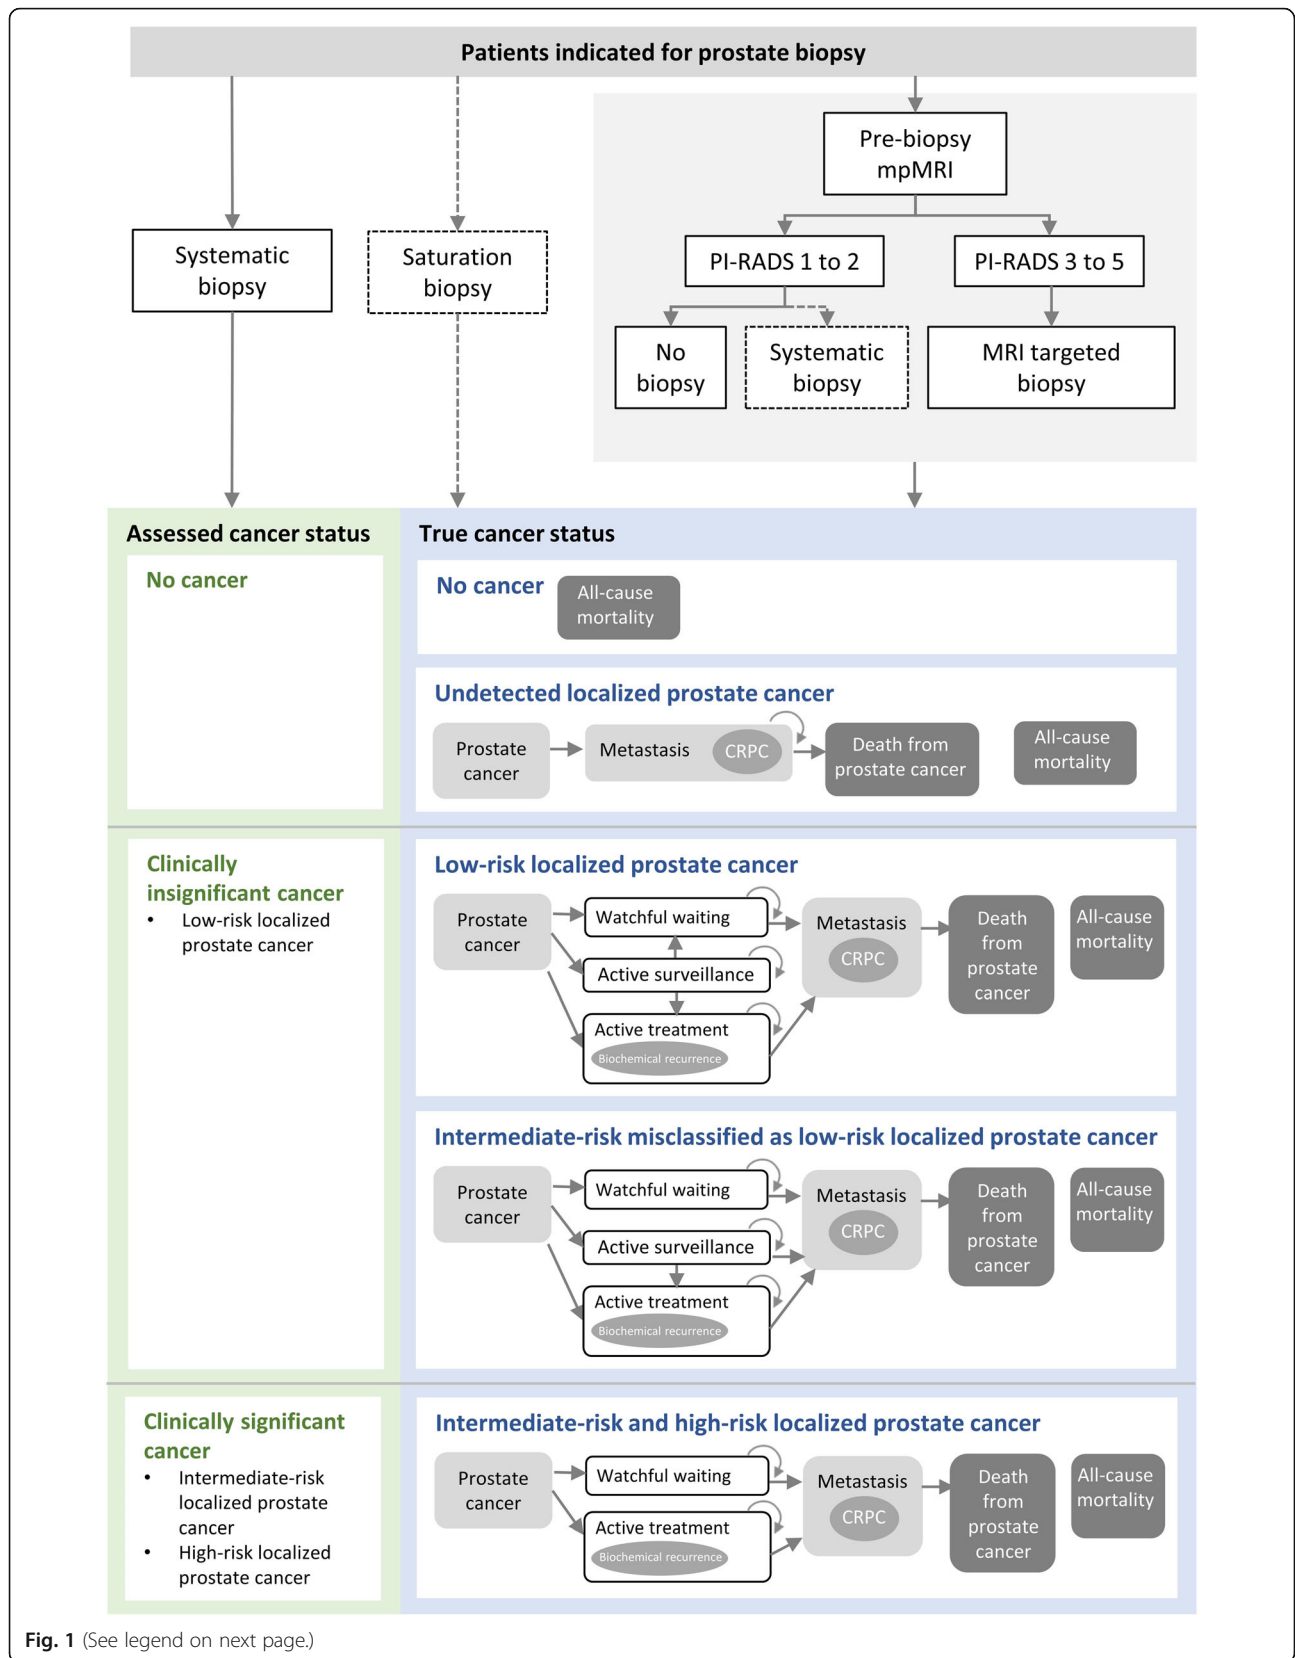 Patients indicated for prostate biopsy
Pre-biopsy
mpMRI
Systematic
biopsy
Saturation
biopsy
PI-RADS 1 to 2
PI-RADS 3 to 5
No
biopsy
Systematic
biopsy
MRI targeted
biopsy
Assessed cancer status
True cancer status
No cancer
No cancer
All-cause
mortality
Undetected localized prostate cancer
Prostate
cancer
Metastasis
CRPC
Death from
prostate cancer
All-cause
mortality
Clinically
insignificant cancer
• Low-risk localized
prostate cancer
Low-risk localized prostate cancer
Prostate
cancer
Watchful waiting
Active surveillance
Active treatment
Biochemical recurrence
Metastasis
CRPC
Death
from
prostate
cancer
All-cause
mortality
Intermediate-risk misclassified as low-risk localized prostate cancer
Prostate
cancer
Watchful waiting
Active surveillance
Active treatment
Biochemical recurrence
Metastasis
CRPC
Death
from
prostate
cancer
All-cause
mortality
Clinically significant
cancer
• Intermediate-risk
localized prostate
cancer
• High-risk localized
prostate cancer
Intermediate-risk and high-risk localized prostate cancer
Prostate
cancer
Watchful waiting
Active treatment
Biochemical recurrence
Metastasis
CRPC
Death
from
prostate
cancer
All-cause
mortality
Fig. 1 (See legend on next page.)